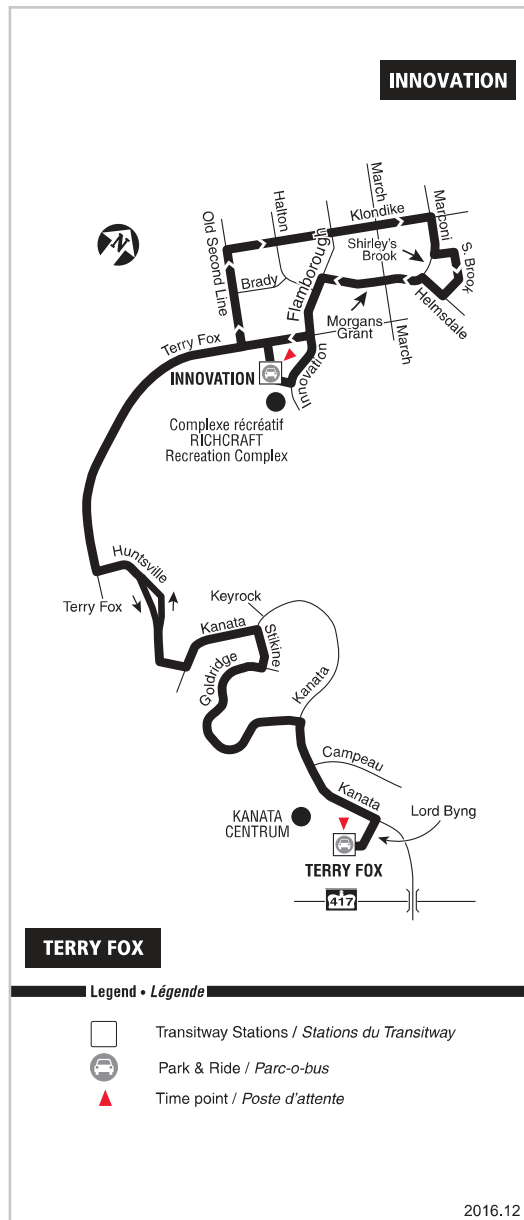 INNOVATION
March
Marconi
Halton
Klondike
Old Second Line
Flamborough
Shirley's
Brook
S. Brook
N
Brady
Helmsdale
Morgans
Grant
March
Terry Fox
INNOVATION
Innovation
Complexe récréatif
RICHCRAFT
Recreation Complex
Huntsville
Terry Fox
Keyrock
Kanata
Stikine
Goldridge
Kanata
Campeau
Kanata
KANATA
CENTRUM
Lord Byng
TERRY FOX
417
TERRY FOX
Legend • Légende
Transitway Stations / Stations du Transitway
Park & Ride / Parc-o-bus
Time point / Poste d'attente
2016.12